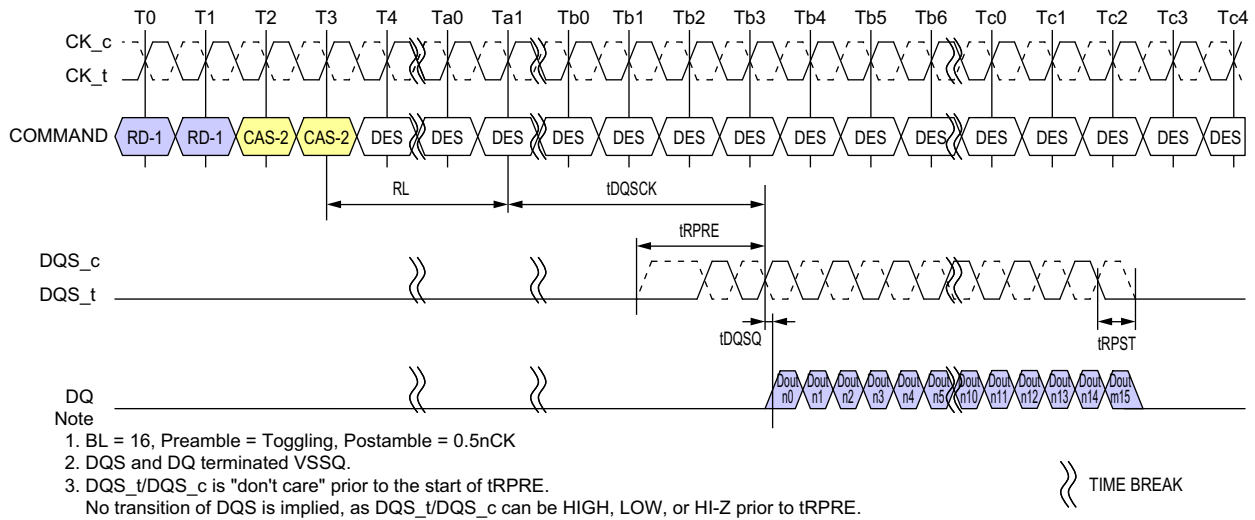 T0 T1 T2 T3 T4 Ta0 Ta1 Tb0 Tb1 Tb2 Tb3 Tb4 Tb5 Tb6 Tc0 Tc1 Tc2 Tc3 Tc4
CK_c
CK_t
COMMAND RD-1 RD-1 CAS-2 CAS-2 DES DES DES DES DES DES DES DES DES DES DES DES DES DES DES
RL tDQSCK
tRPRE
DQS_c
DQS_t
tDQSQ tRPST
DQ Dout n0 Dout n1 Dout n2 Dout n3 Dout n4 Dout n5 Dout n10 Dout n11 Dout n12 Dout n13 Dout n14 Dout m15
Note
1. BL = 16, Preamble = Toggling, Postamble = 0.5nCK
2. DQS and DQ terminated VSSQ.
3. DQS_t/DQS_c is "don't care" prior to the start of tRPRE.
No transition of DQS is implied, as DQS_t/DQS_c can be HIGH, LOW, or HI-Z prior to tRPRE.
TIME BREAK